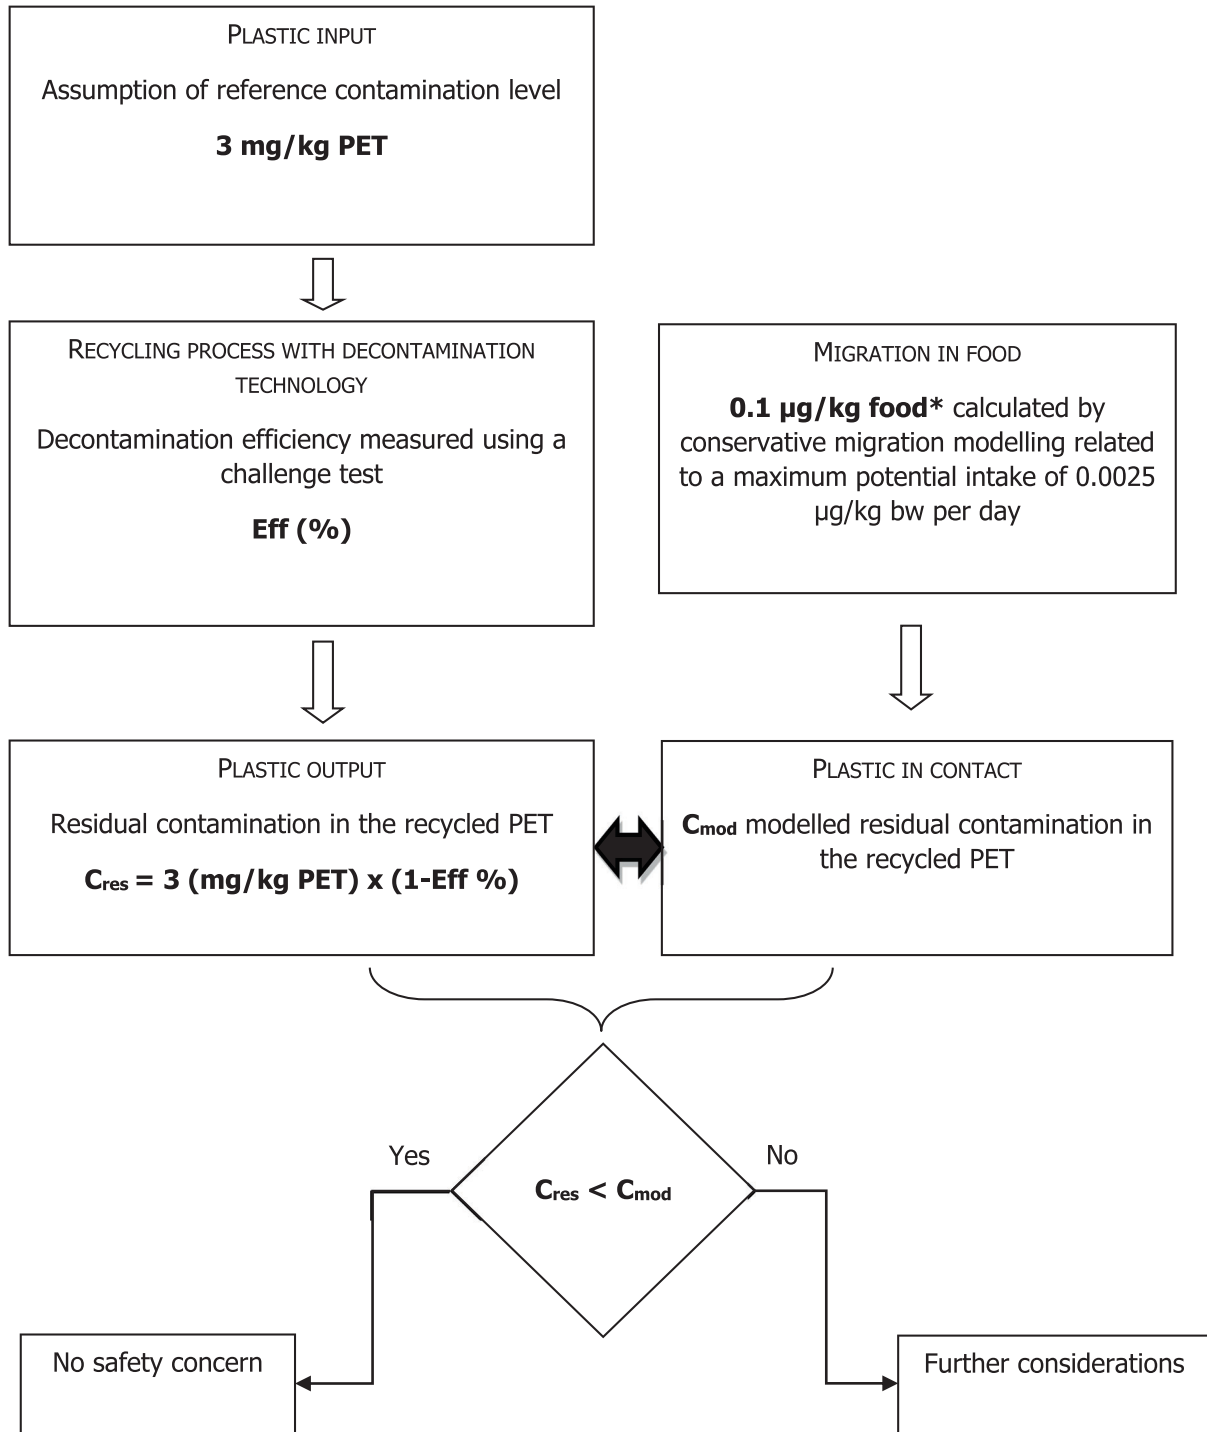 PLASTIC INPUT
Assumption of reference contamination level
3 mg/kg PET
RECYCLING PROCESS WITH DECONTAMINATION
TECHNOLOGY
Decontamination efficiency measured using a
challenge test
Eff (%)
MIGRATION IN FOOD
0.1 µg/kg food* calculated by
conservative migration modelling related
to a maximum potential intake of 0.0025
µg/kg bw per day
PLASTIC OUTPUT
Residual contamination in the recycled PET
Cres = 3 (mg/kg PET) x (1-Eff %)
PLASTIC IN CONTACT
Cmod modelled residual contamination in
the recycled PET
Yes
No
Cres < Cmod
No safety concern
Further considerations